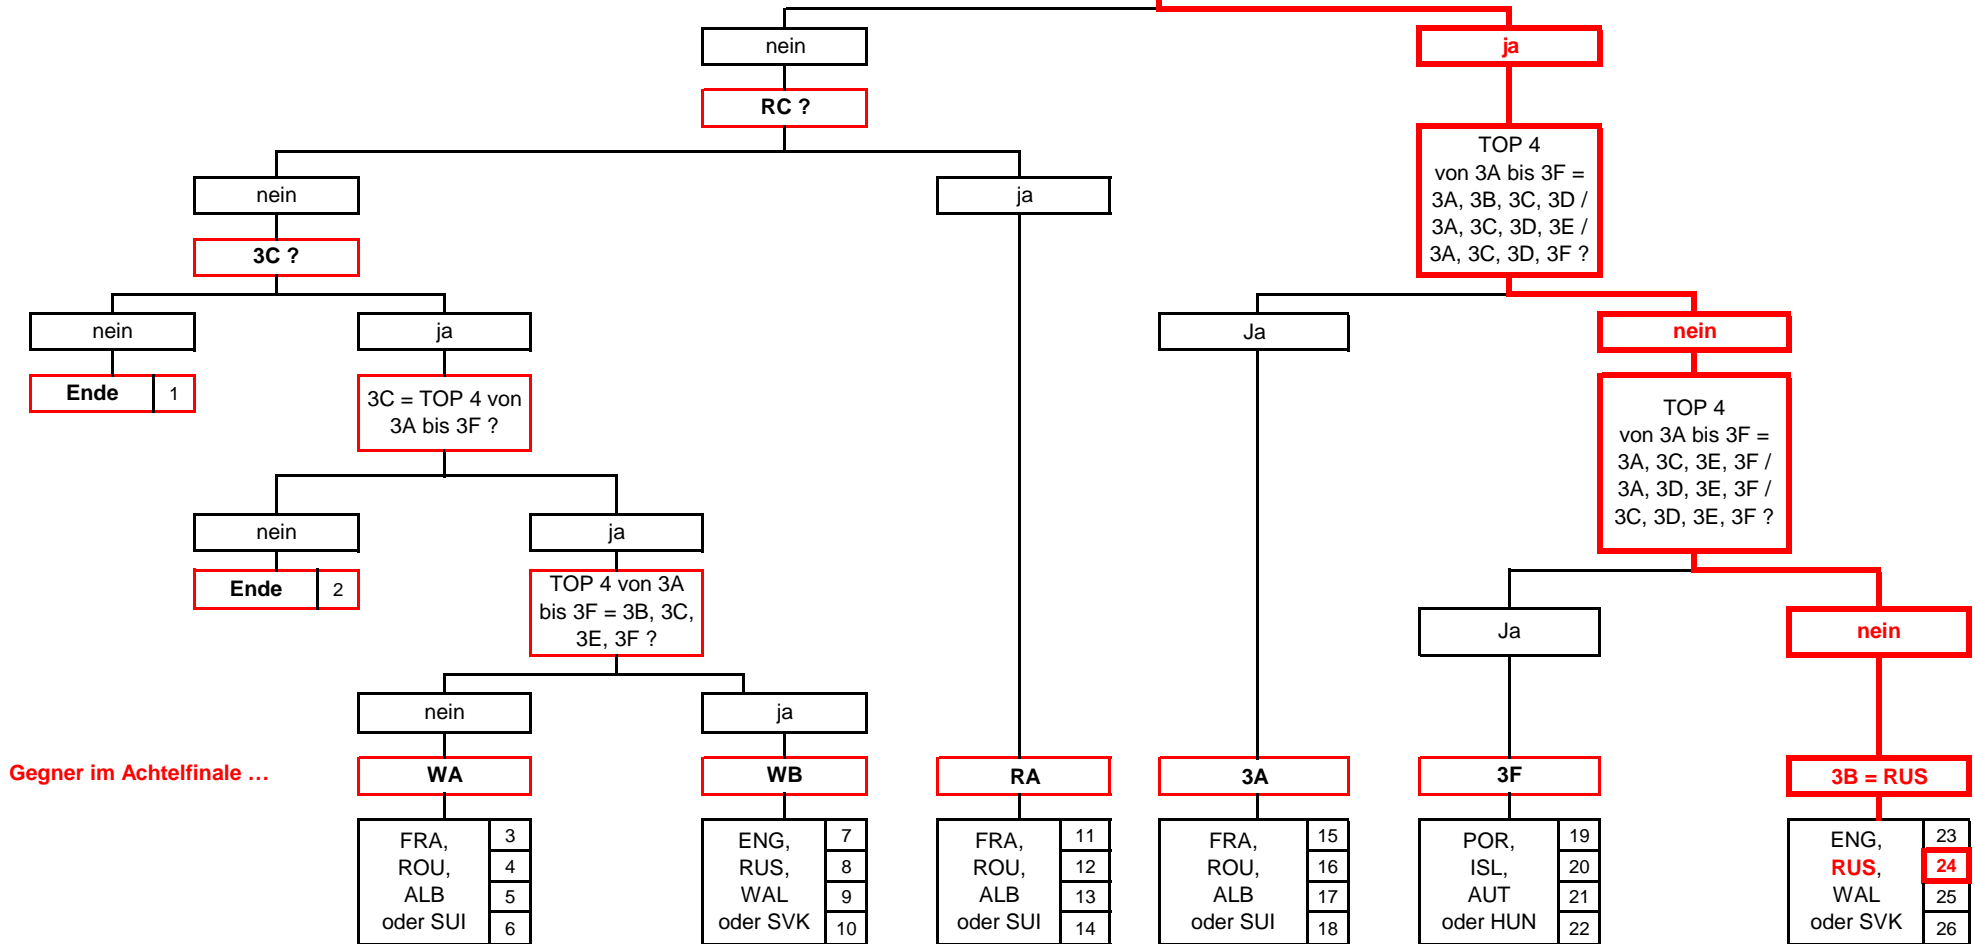 nein
ja
RC ?
TOP 4
von 3A bis 3F =
3A, 3B, 3C, 3D /
3A, 3C, 3D, 3E /
3A, 3C, 3D, 3F ?
nein
ja
3C ?
nein
ja
Ja
nein
Ende 1
3C = TOP 4 von
3A bis 3F ?
TOP 4
von 3A bis 3F =
3A, 3C, 3E, 3F /
3A, 3D, 3E, 3F /
3C, 3D, 3E, 3F ?
nein
ja
Ende 2
TOP 4 von 3A
bis 3F = 3B, 3C,
3E, 3F ?
Ja
nein
nein
ja
Gegner im Achtelfinale …
WA
WB
RA
3A
3F
3B = RUS
FRA, 3
ROU, 4
ALB 5
oder SUI 6
ENG, 7
RUS, 8
WAL 9
oder SVK 10
FRA, 11
ROU, 12
ALB 13
oder SUI 14
FRA, 15
ROU, 16
ALB 17
oder SUI 18
POR, 19
ISL, 20
AUT 21
oder HUN 22
ENG, 23
RUS, 24
WAL 25
oder SVK 26